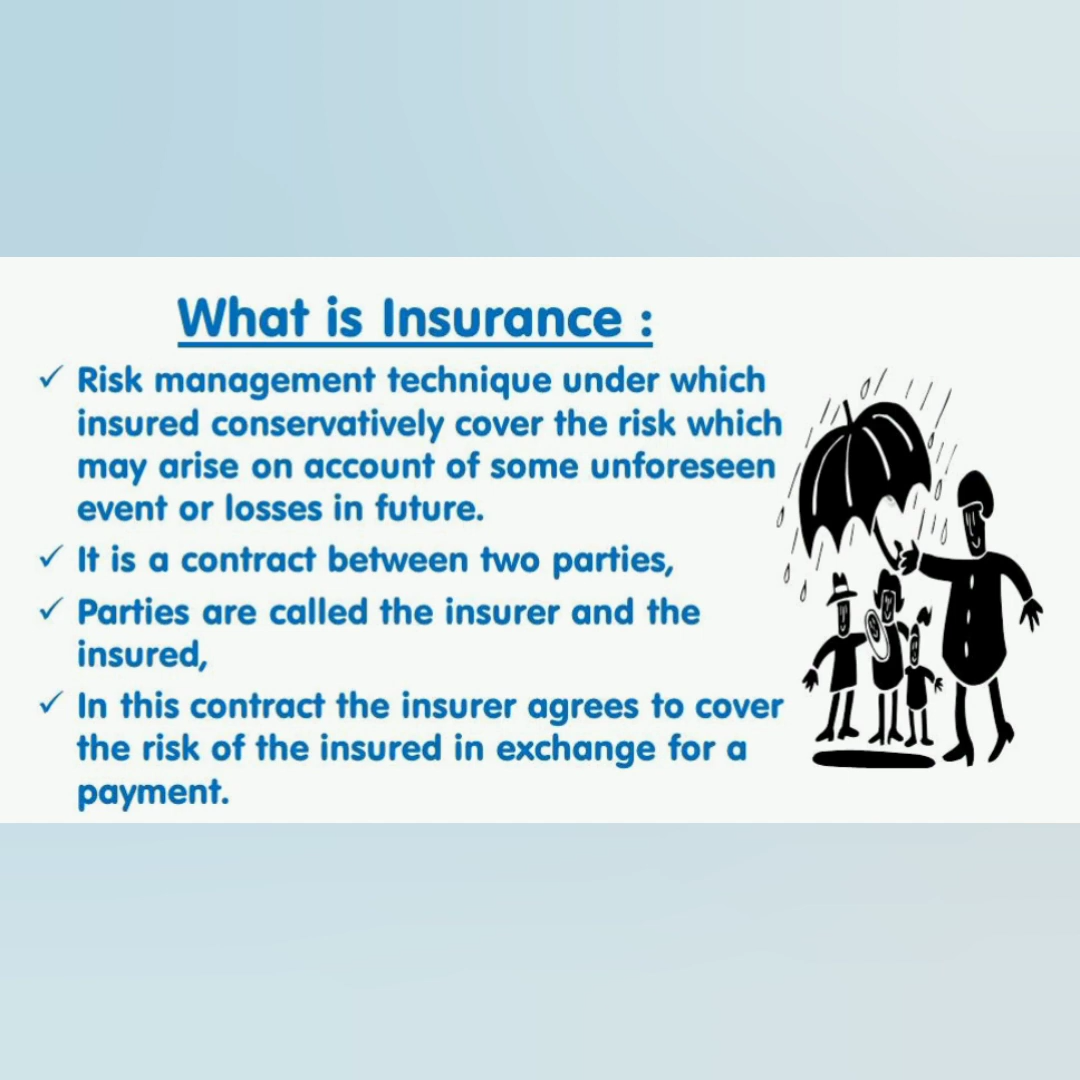 What is Insurance :
✓ Risk management technique under which
insured conservatively cover the risk which
may arise on account of some unforeseen
event or losses in future.
✓ It is a contract between two parties,
✓ Parties are called the insurer and the
insured,
✓ In this contract the insurer agrees to cover
the risk of the insured in exchange for a
payment.